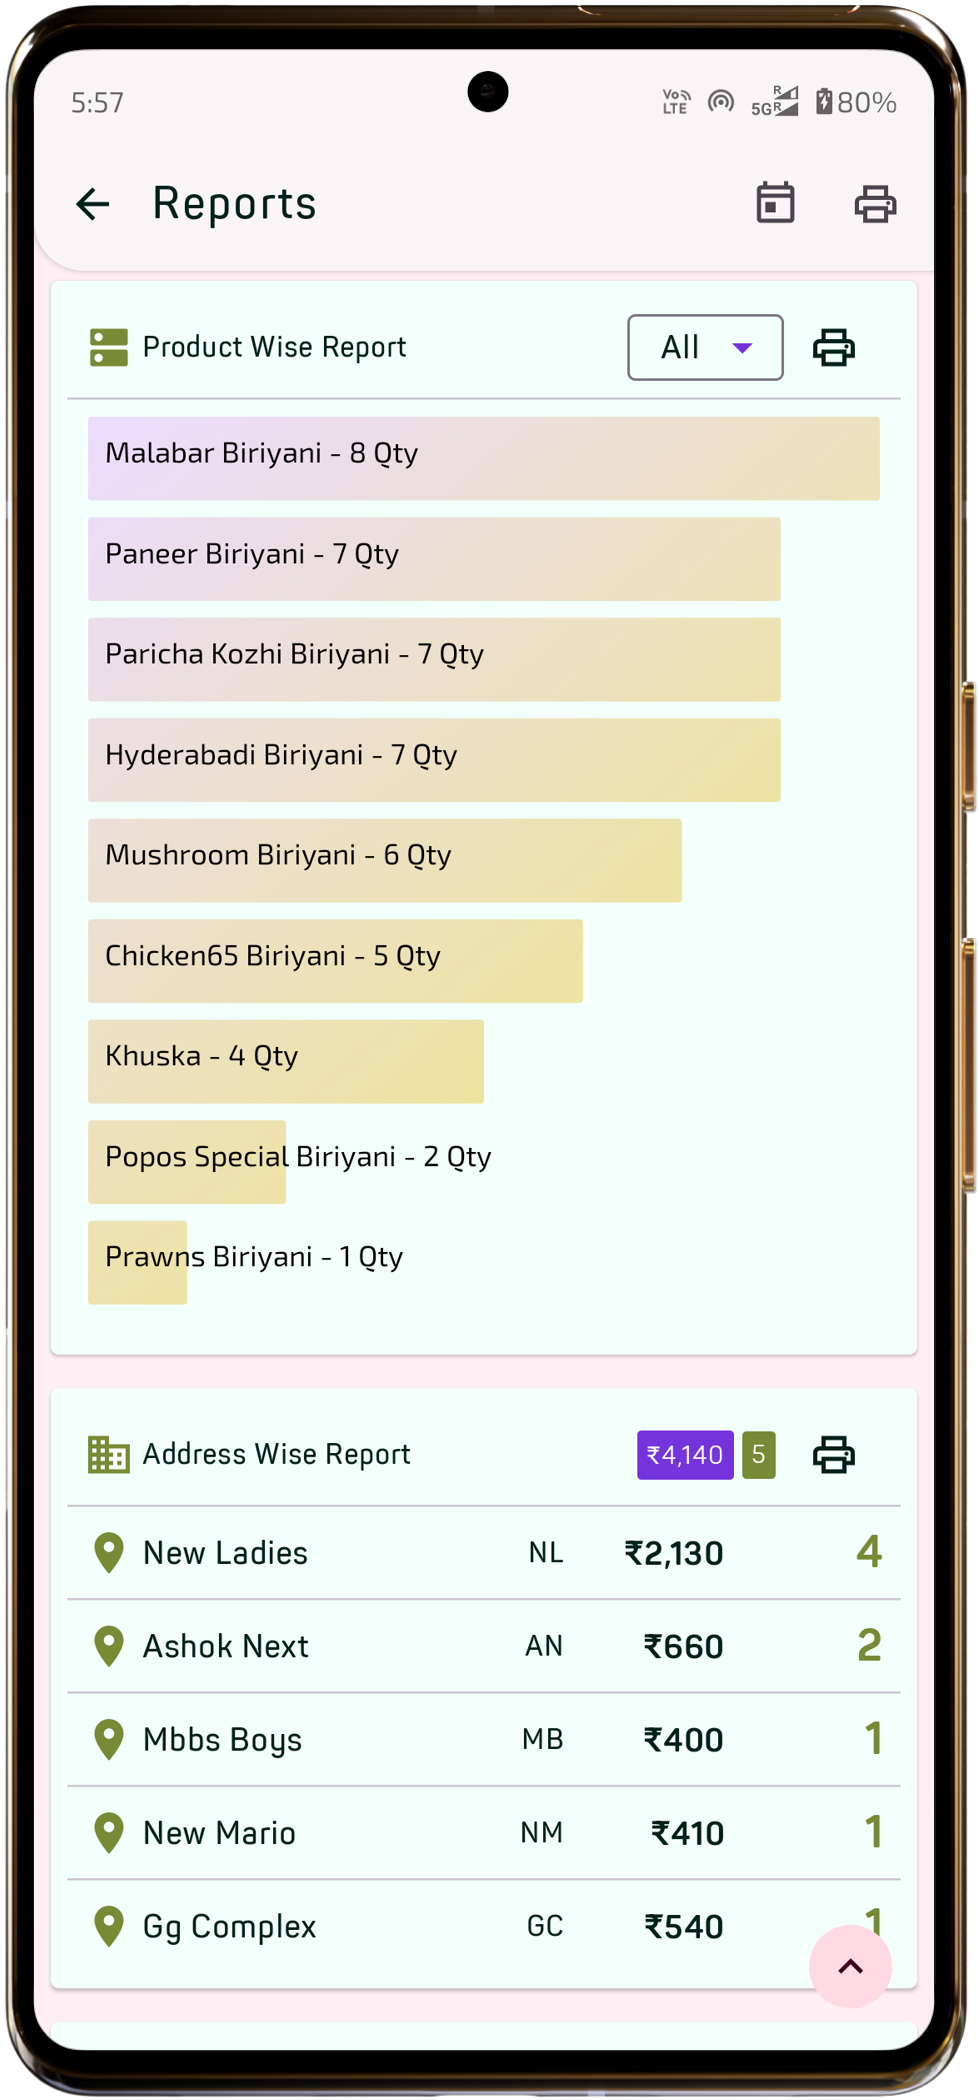 5:57
Vo LTE 5G R R 80%
Reports
Product Wise Report All
Malabar Biriyani - 8 Qty
Paneer Biriyani - 7 Qty
Paricha Kozhi Biriyani - 7 Qty
Hyderabadi Biriyani - 7 Qty
Mushroom Biriyani - 6 Qty
Chicken65 Biriyani - 5 Qty
Khuska - 4 Qty
Popos Special Biriyani - 2 Qty
Prawns Biriyani - 1 Qty
Address Wise Report ₹4,140 5
New Ladies NL ₹2,130 4
Ashok Next AN ₹660 2
Mbbs Boys MB ₹400 1
New Mario NM ₹410 1
Gg Complex GC ₹540 1